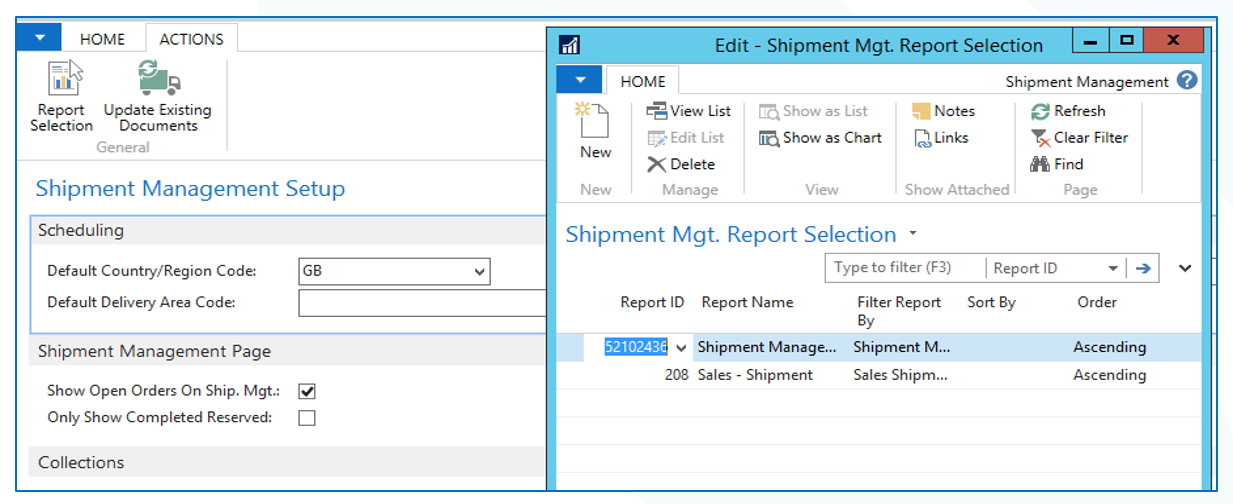 HOME ACTIONS
Report Selection
Update Existing Documents
General
Shipment Management Setup
Scheduling
Default Country/Region Code: GB
Default Delivery Area Code:
Shipment Management Page
Show Open Orders On Ship. Mgt.:
Only Show Completed Reserved:
Collections
Edit - Shipment Mgt. Report Selection
HOME
Shipment Management
New
View List
Edit List
Delete
Show as List
Show as Chart
Notes
Links
Refresh
Clear Filter
Find
New Manage View Show Attached Page
Shipment Mgt. Report Selection
Type to filter (F3) Report ID
Report ID Report Name Filter Report By Sort By Order
52102436 Shipment Manage... Shipment M... Ascending
208 Sales - Shipment Sales Shipm... Ascending